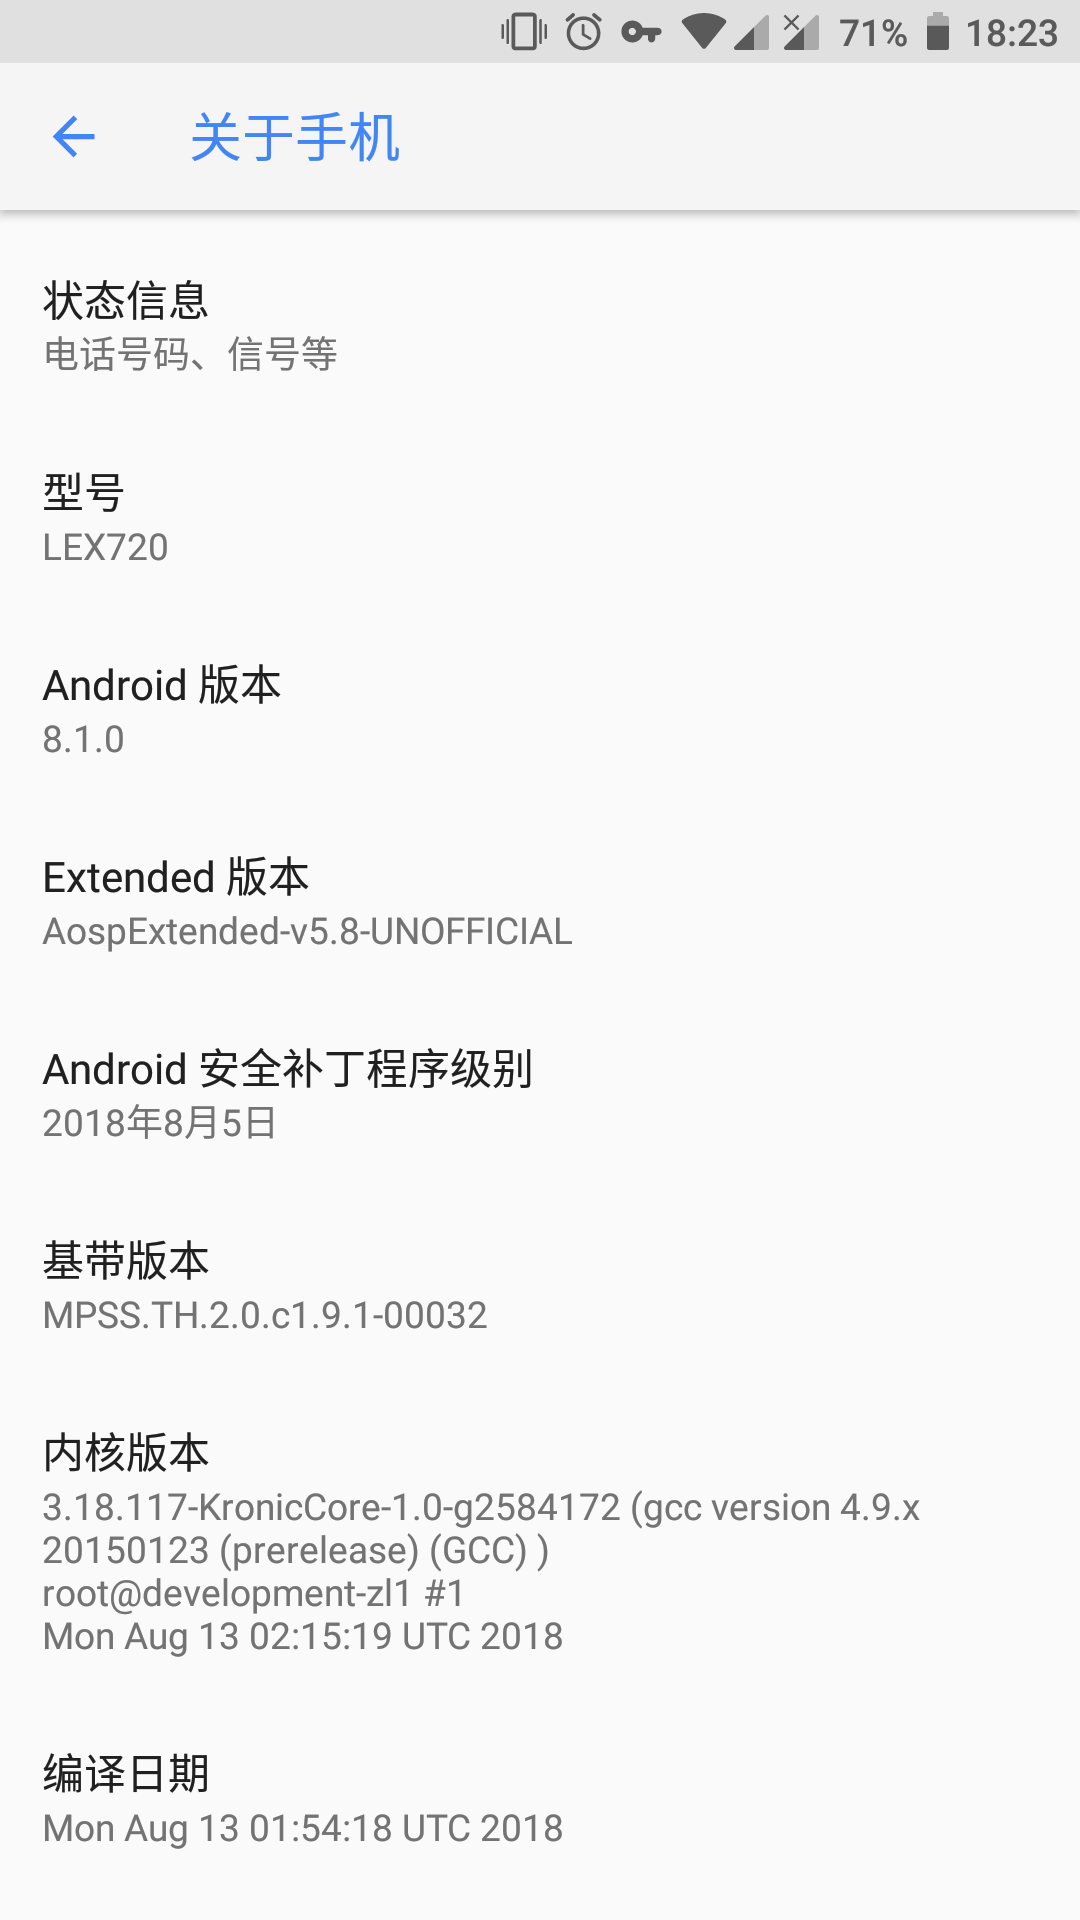 71% 18:23
关于手机
状态信息
电话号码、信号等
型号
LEX720
Android 版本
8.1.0
Extended 版本
AospExtended-v5.8-UNOFFICIAL
Android 安全补丁程序级别
2018年8月5日
基带版本
MPSS.TH.2.0.c1.9.1-00032
内核版本
3.18.117-KronicCore-1.0-g2584172 (gcc version 4.9.x
20150123 (prerelease) (GCC) )
root@development-zl1 #1
Mon Aug 13 02:15:19 UTC 2018
编译日期
Mon Aug 13 01:54:18 UTC 2018